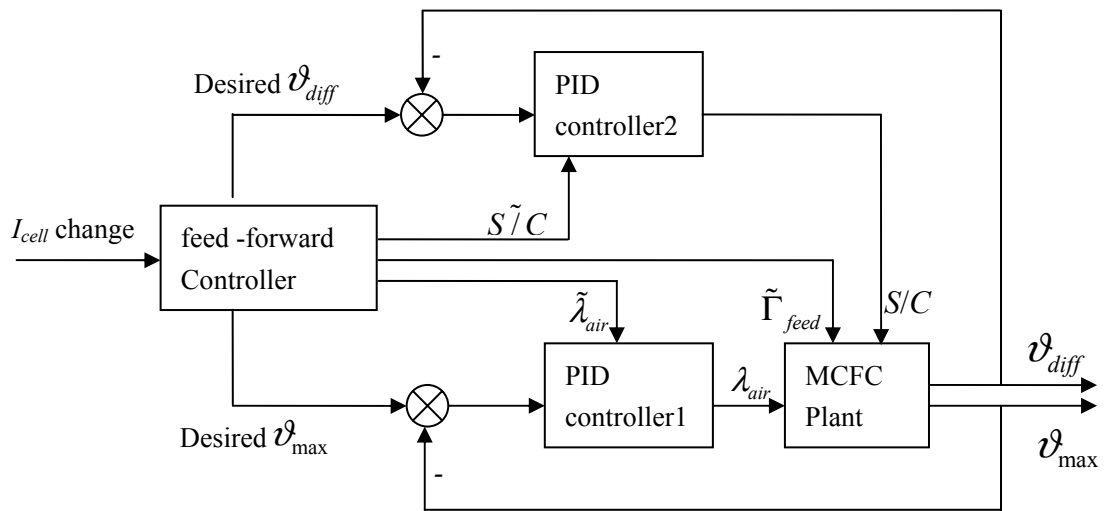 -
Desired ϑ_diff
PID
controller2
I_cell change
feed -forward
Controller
S ̃/ C
Γ̃_feed
S/C
λ̃_air
PID
controller1
λ_air
MCFC
Plant
ϑ_diff
ϑ_max
Desired ϑ_max
-